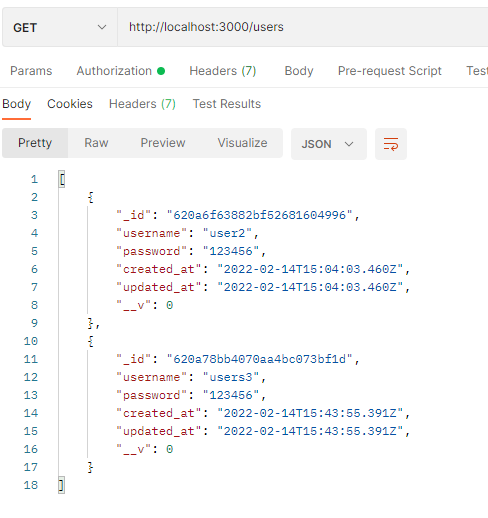 GET http://localhost:3000/users
Params Authorization Headers (7) Body Pre-request Script Test
Body Cookies Headers (7) Test Results
Pretty Raw Preview Visualize JSON
1 [
2 {
3 "_id": "620a6f63882bf52681604996",
4 "username": "user2",
5 "password": "123456",
6 "created_at": "2022-02-14T15:04:03.460Z",
7 "updated_at": "2022-02-14T15:04:03.460Z",
8 "__v": 0
9 },
10 {
11 "_id": "620a78bb4070aa4bc073bf1d",
12 "username": "users3",
13 "password": "123456",
14 "created_at": "2022-02-14T15:43:55.391Z",
15 "updated_at": "2022-02-14T15:43:55.391Z",
16 "__v": 0
17 }
18 ]